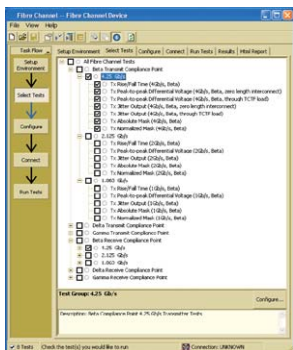 Fibre Channel -- Fibre Channel Device
File View Help
Task Flow
Setup Environment Select Tests Configure Connect Run Tests Results Html Report
Setup
Environment
Select Tests
Configure
Connect
Run Tests
All Fibre Channel Tests
Beta Transmit Compliance Point
4.25 Gb/s
Tx Rise/Fall Time (4Gb/s, Beta)
Tx Peak-to-peak Differential Voltage (4Gb/s, Beta, zero length interconnect)
Tx Peak-to-peak Differential Voltage (4Gb/s, Beta, through TCTF load)
Tx Jitter Output (4Gb/s, Beta, zero length interconnect)
Tx Jitter Output (4Gb/s, Beta, through TCTF load)
Tx Absolute Mask (4Gb/s, Beta)
Tx Normalized Mask (4Gb/s, Beta)
2.125 Gb/s
Tx Rise/Fall Time (2Gb/s, Beta)
Tx Peak-to-peak Differential Voltage (2Gb/s, Beta)
Tx Jitter Output (2Gb/s, Beta)
Tx Absolute Mask (2Gb/s, Beta)
Tx Normalized Mask (2Gb/s, Beta)
1.063 Gb/s
Tx Rise/Fall Time (1Gb/s, Beta)
Tx Peak-to-peak Differential Voltage (1Gb/s, Beta)
Tx Jitter Output (1Gb/s, Beta)
Tx Absolute Mask (1Gb/s, Beta)
Tx Normalized Mask (1Gb/s, Beta)
Delta Transmit Compliance Point
Gamma Transmit Compliance Point
Beta Receive Compliance Point
4.25 Gb/s
2.125 Gb/s
1.063 Gb/s
Delta Receive Compliance Point
Gamma Receive Compliance Point
Test Group: 4.25 Gb/s
Configure...
Description: Beta Compliance Point 4.25 Gb/s Transmitter Tests
Tests Check the test(s) you would like to run Connection: UNKNOWN